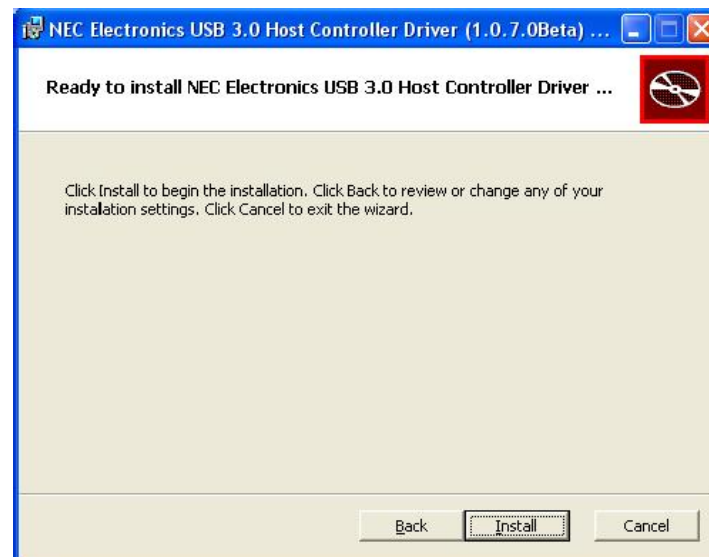 NEC Electronics USB 3.0 Host Controller Driver (1.0.7.0Beta) ...
Ready to install NEC Electronics USB 3.0 Host Controller Driver ...
Click Install to begin the installation. Click Back to review or change any of your
instalation settings. Click Cancel to exit the wizard.
Back Install Cancel